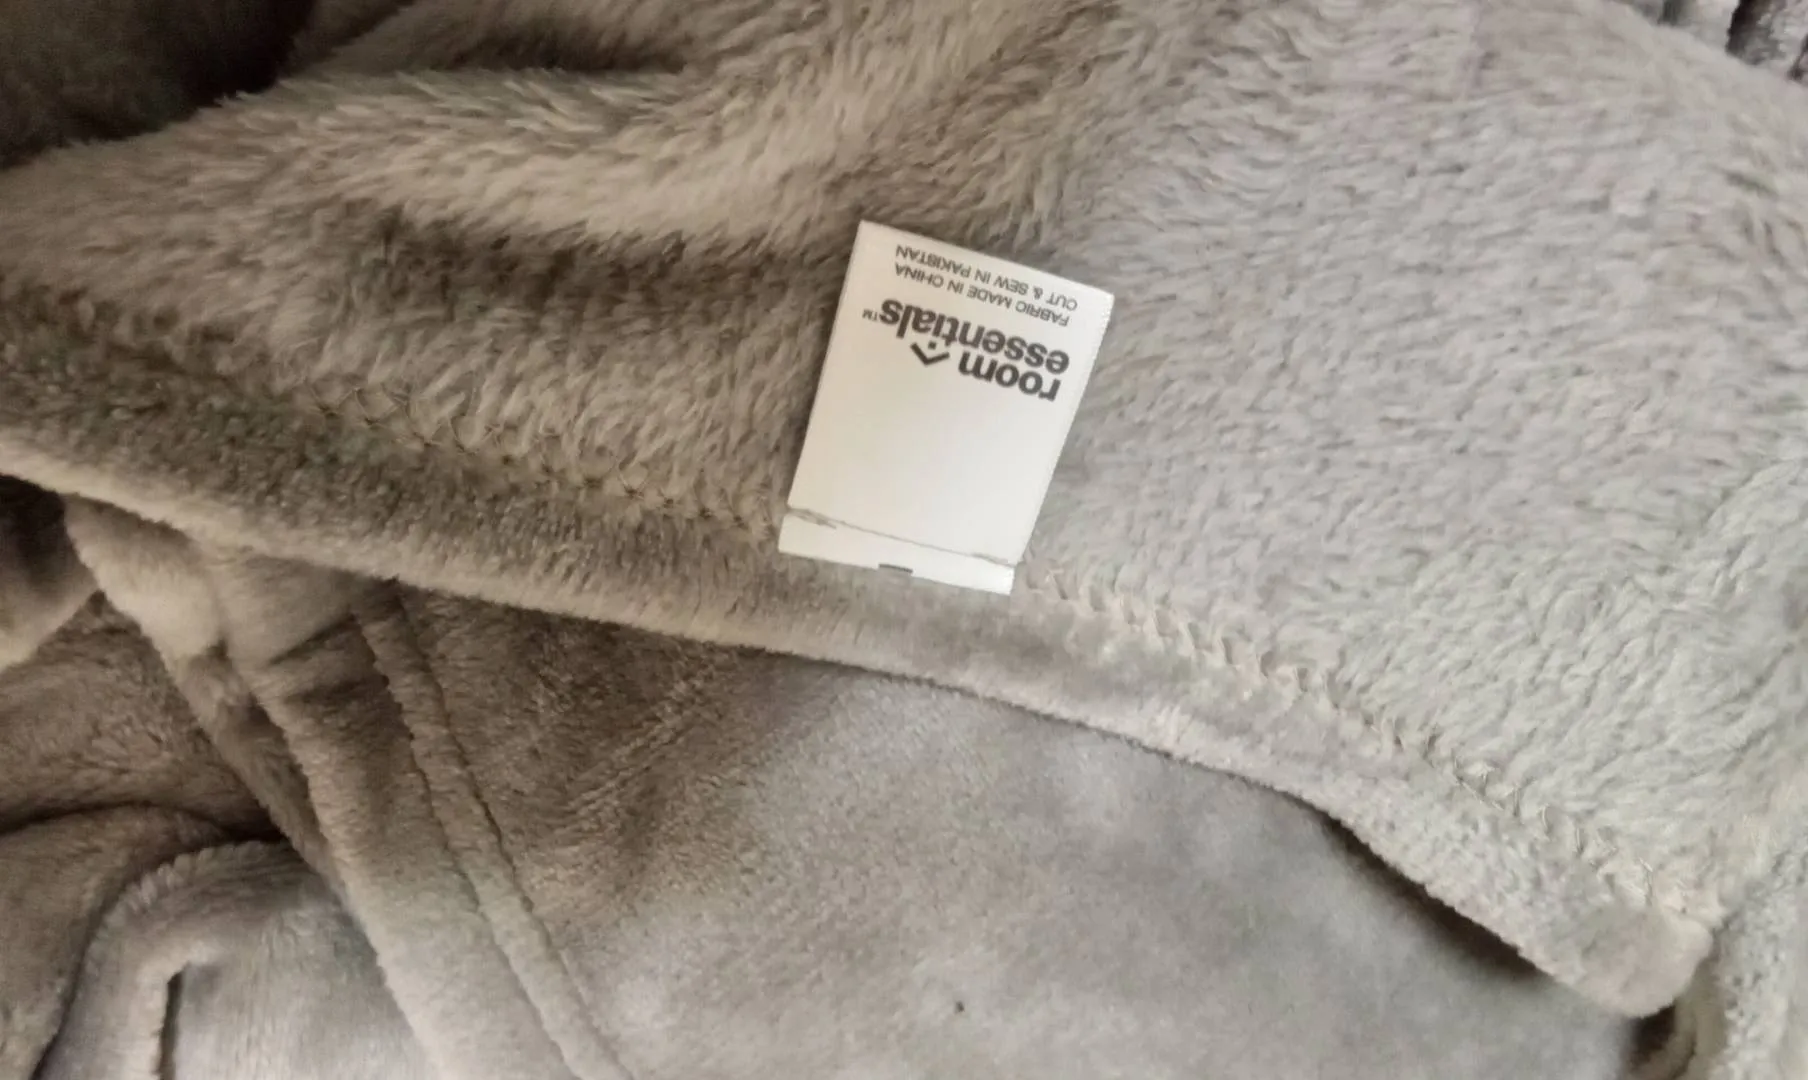 room
essentials™
FABRIC MADE IN CHINA
CUT & SEW IN PAKISTAN